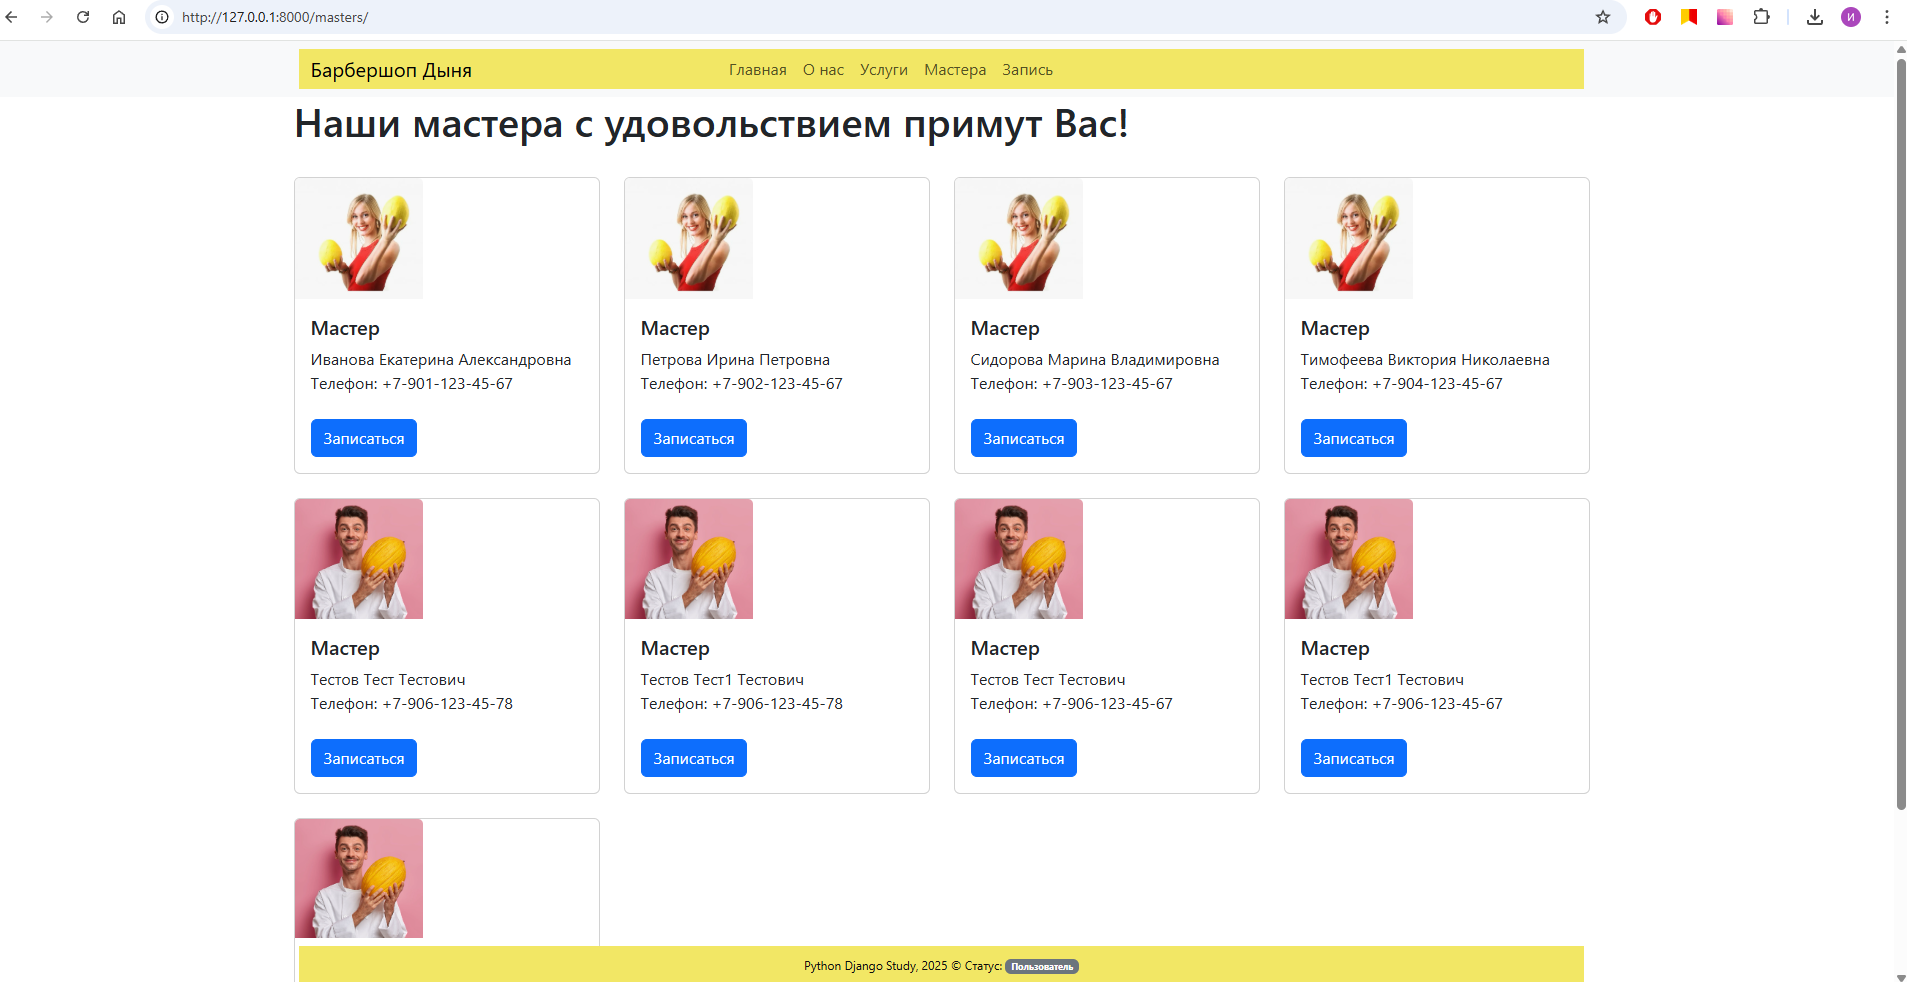 http://127.0.0.1:8000/masters/
И
Барбершоп Дыня
Главная О нас Услуги Мастера Запись
Наши мастера с удовольствием примут Вас!
Мастер
Иванова Екатерина Александровна
Телефон: +7-901-123-45-67
Записаться
Мастер
Петрова Ирина Петровна
Телефон: +7-902-123-45-67
Записаться
Мастер
Сидорова Марина Владимировна
Телефон: +7-903-123-45-67
Записаться
Мастер
Тимофеева Виктория Николаевна
Телефон: +7-904-123-45-67
Записаться
Мастер
Тестов Тест Тестович
Телефон: +7-906-123-45-78
Записаться
Мастер
Тестов Тест1 Тестович
Телефон: +7-906-123-45-78
Записаться
Мастер
Тестов Тест Тестович
Телефон: +7-906-123-45-67
Записаться
Мастер
Тестов Тест1 Тестович
Телефон: +7-906-123-45-67
Записаться
Python Django Study, 2025 © Статус: Пользователь